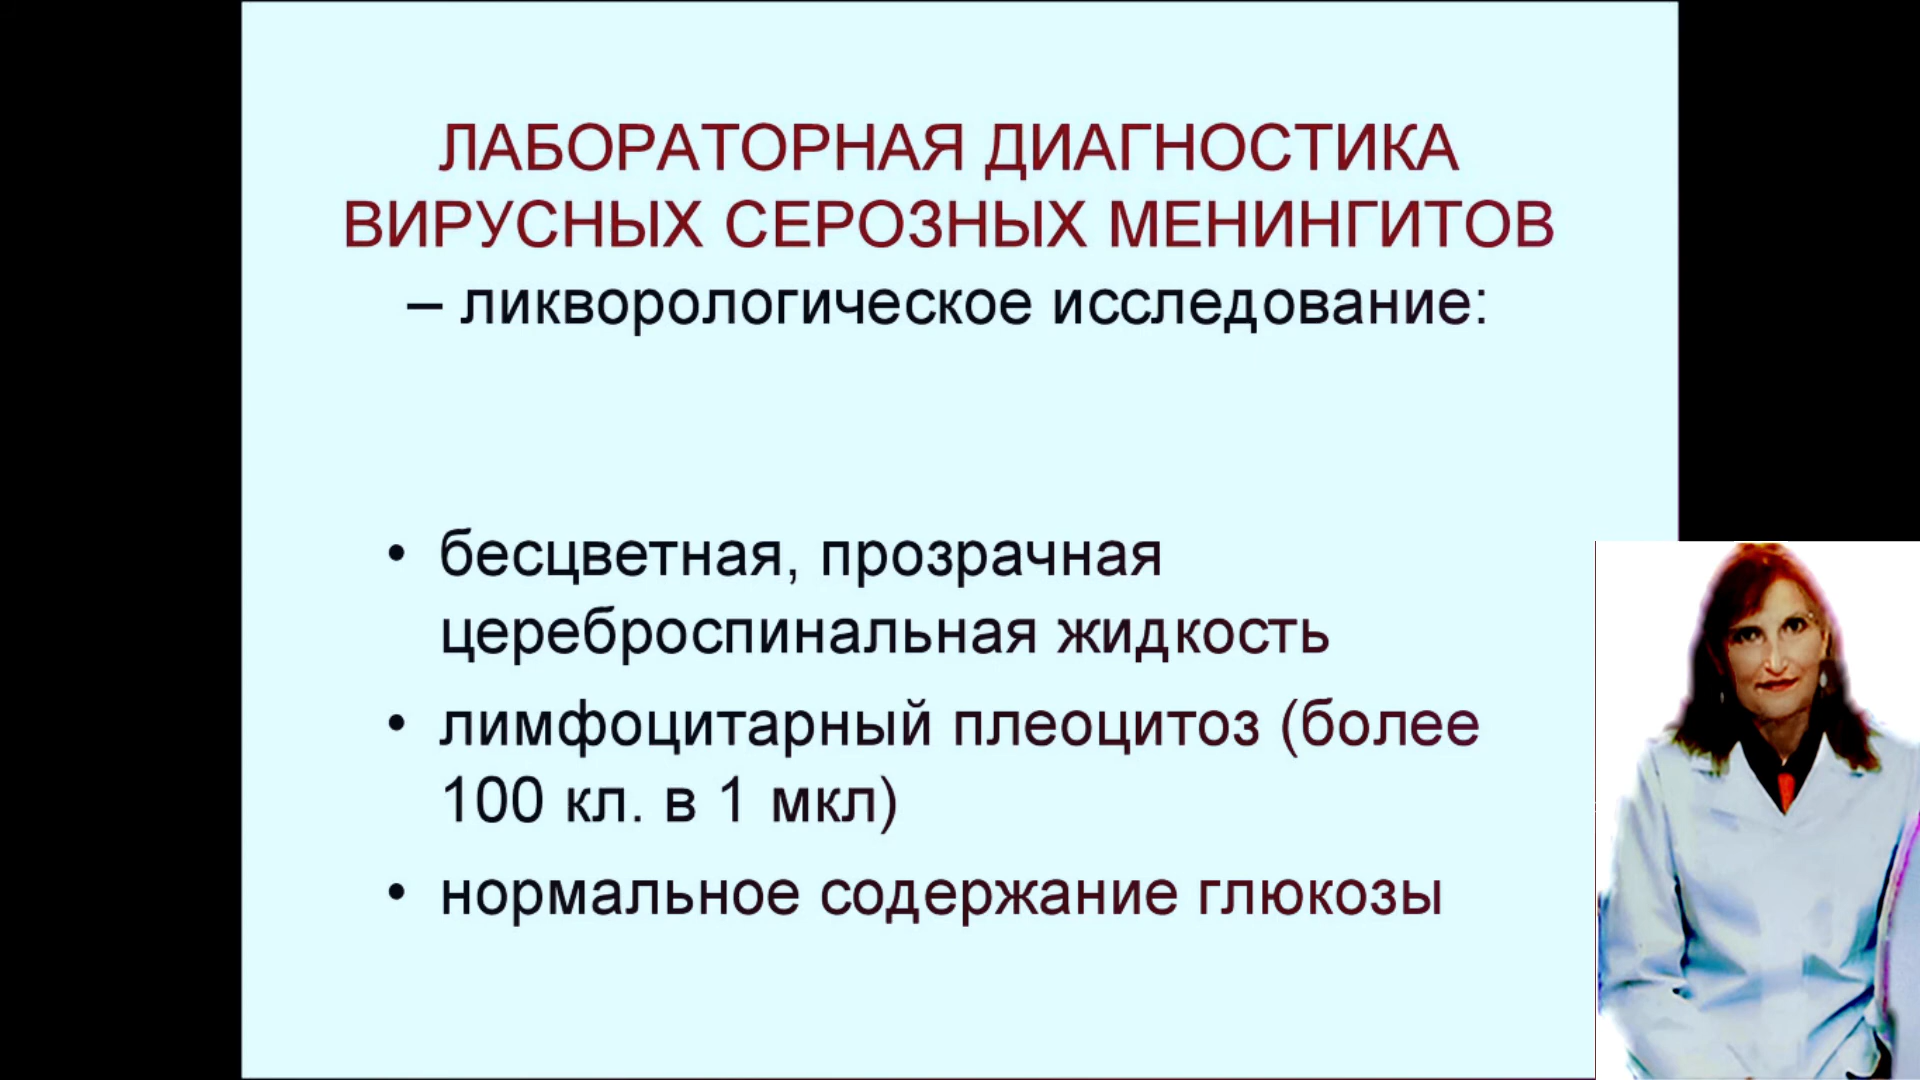 ЛАБОРАТОРНАЯ ДИАГНОСТИКА
ВИРУСНЫХ СЕРОЗНЫХ МЕНИНГИТОВ
– ликворологическое исследование:
• бесцветная, прозрачная
цереброспинальная жидкость
• лимфоцитарный плеоцитоз (более
100 кл. в 1 мкл)
• нормальное содержание глюкозы